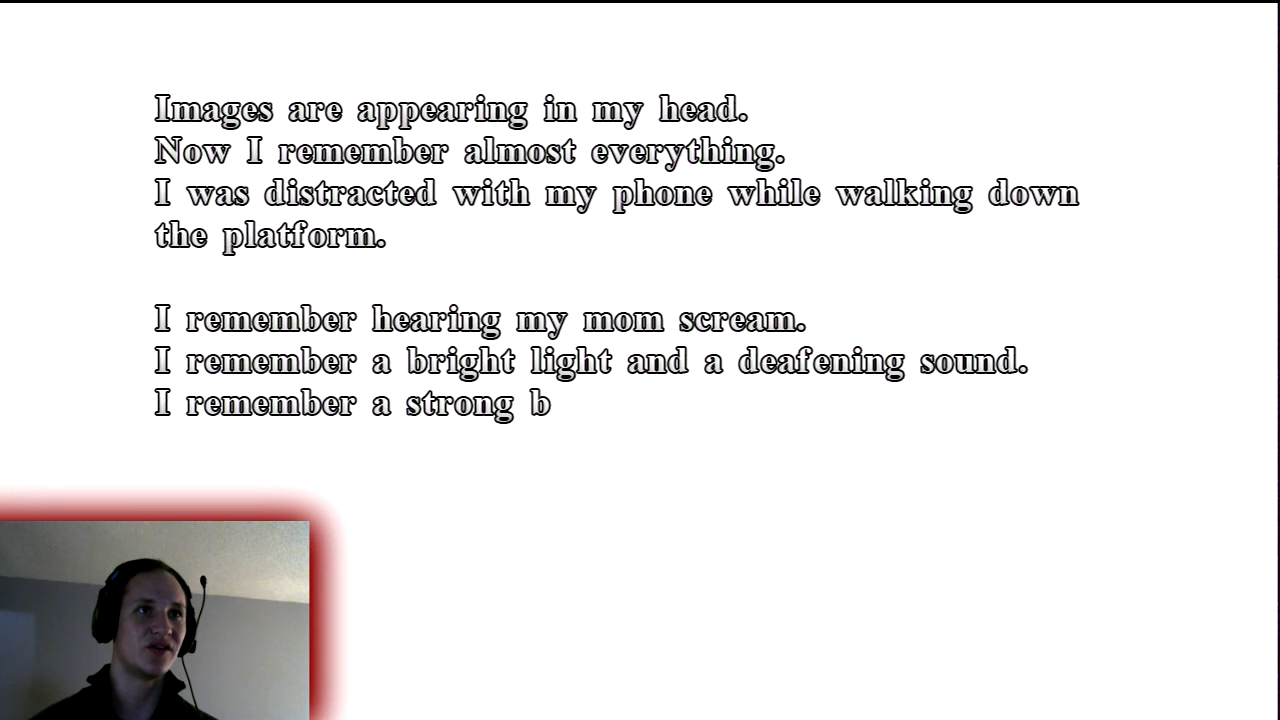 Images are appearing in my head.
Now I remember almost everything.
I was distracted with my phone while walking down
the platform.
I remember hearing my mom scream.
I remember a bright light and a deafening sound.
I remember a strong b